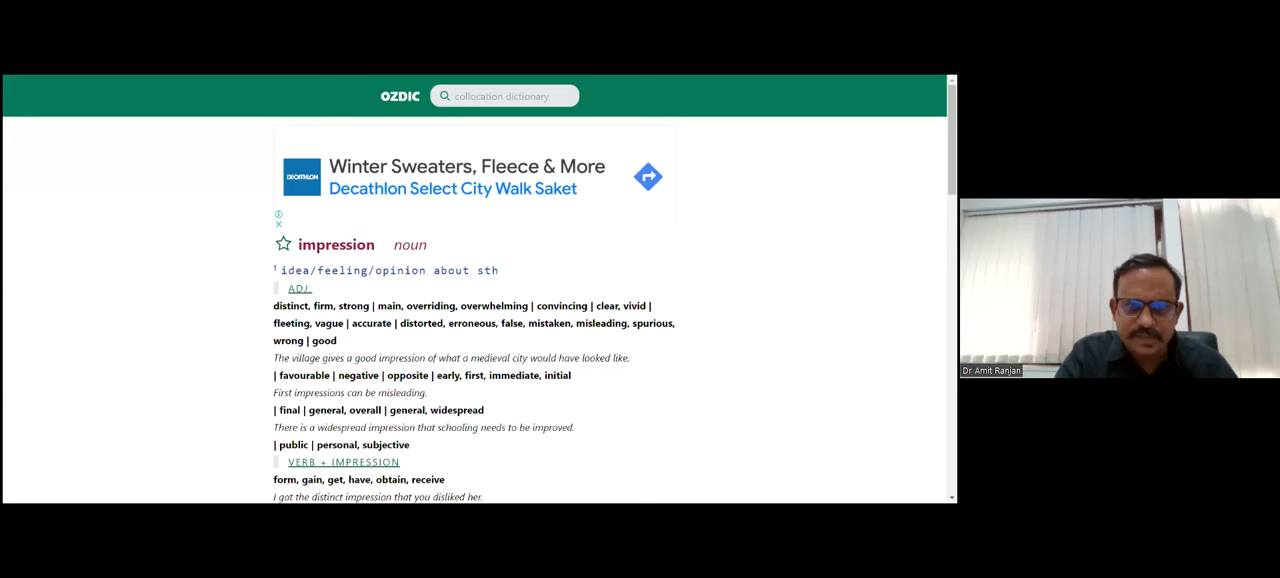 OZDIC
collocation dictionary
DECATHLON
Winter Sweaters, Fleece & More
Decathlon Select City Walk Saket
impression noun
1 idea/feeling/opinion about sth
ADJ.
distinct, firm, strong | main, overriding, overwhelming | convincing | clear, vivid |
fleeting, vague | accurate | distorted, erroneous, false, mistaken, misleading, spurious,
wrong | good
The village gives a good impression of what a medieval city would have looked like.
| favourable | negative | opposite | early, first, immediate, initial
First impressions can be misleading.
| final | general, overall | general, widespread
There is a widespread impression that schooling needs to be improved.
| public | personal, subjective
VERB + IMPRESSION
form, gain, get, have, obtain, receive
I got the distinct impression that you disliked her.
Dr Amit Ranjan